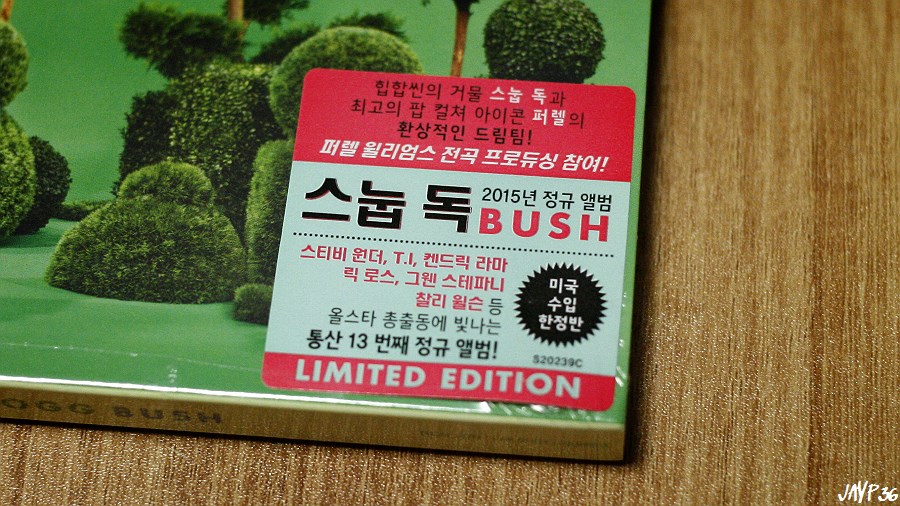 힙합씬의 거물 스눕 독과
최고의 팝 컬쳐 아이콘 퍼렐의
환상적인 드림팀!
퍼렐 윌리엄스 전곡 프로듀싱 참여!
스눕 독 2015년 정규 앨범
BUSH
스티비 원더, T.I, 켄드릭 라마
릭 로스, 그웬 스테파니
찰리 윌슨 등
올스타 총출동에 빛나는
통산 13 번째 정규 앨범!
미국
수입
한정반
S20239C
LIMITED EDITION
OGG BUSH
JAYP36